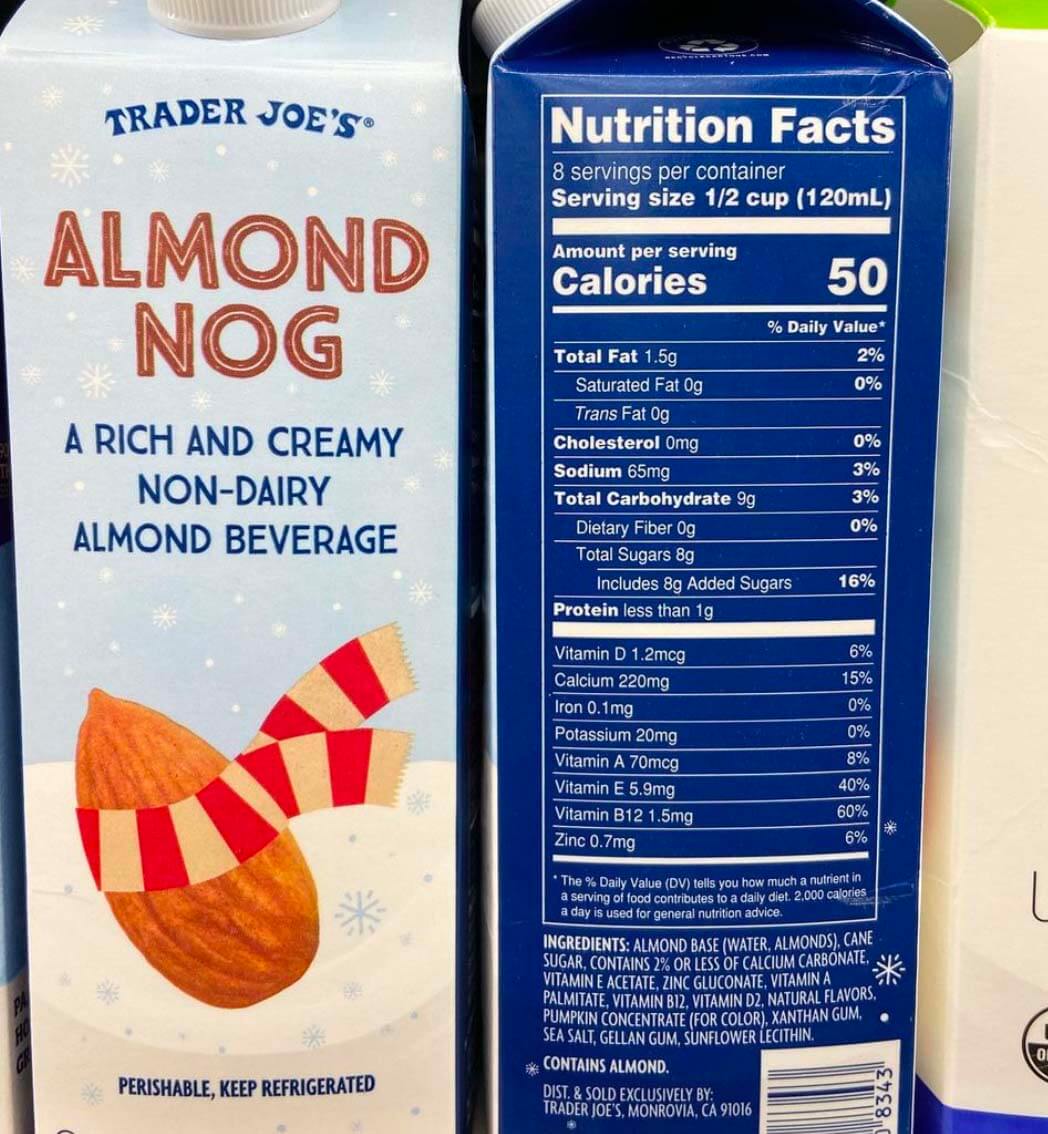 TRADER JOE'S®
ALMOND
NOG
A RICH AND CREAMY
NON-DAIRY
ALMOND BEVERAGE
PERISHABLE, KEEP REFRIGERATED
Nutrition Facts
8 servings per container
Serving size 1/2 cup (120mL)
Amount per serving
Calories 50
% Daily Value*
Total Fat 1.5g 2%
Saturated Fat 0g 0%
Trans Fat 0g
Cholesterol 0mg 0%
Sodium 65mg 3%
Total Carbohydrate 9g 3%
Dietary Fiber 0g 0%
Total Sugars 8g
Includes 8g Added Sugars 16%
Protein less than 1g
Vitamin D 1.2mcg 6%
Calcium 220mg 15%
Iron 0.1mg 0%
Potassium 20mg 0%
Vitamin A 70mcg 8%
Vitamin E 5.9mg 40%
Vitamin B12 1.5mg 60%
Zinc 0.7mg 6%
* The % Daily Value (DV) tells you how much a nutrient in
a serving of food contributes to a daily diet. 2,000 calories
a day is used for general nutrition advice.
INGREDIENTS: ALMOND BASE (WATER, ALMONDS), CANE
SUGAR, CONTAINS 2% OR LESS OF CALCIUM CARBONATE,
VITAMIN E ACETATE, ZINC GLUCONATE, VITAMIN A
PALMITATE, VITAMIN B12, VITAMIN D2, NATURAL FLAVORS,
PUMPKIN CONCENTRATE (FOR COLOR), XANTHAN GUM,
SEA SALT, GELLAN GUM, SUNFLOWER LECITHIN.
CONTAINS ALMOND.
DIST. & SOLD EXCLUSIVELY BY:
TRADER JOE'S, MONROVIA, CA 91016
8343